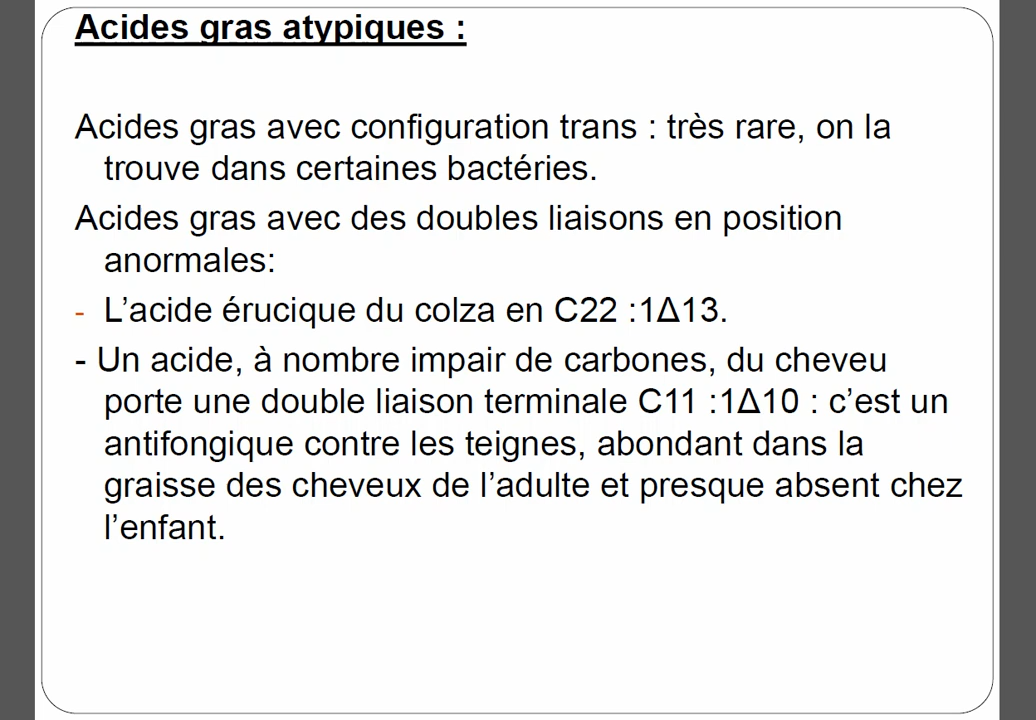 Acides gras atypiques :
Acides gras avec configuration trans : très rare, on la
trouve dans certaines bactéries.
Acides gras avec des doubles liaisons en position
anormales:
- L’acide érucique du colza en C22 :1Δ13.
- Un acide, à nombre impair de carbones, du cheveu
porte une double liaison terminale C11 :1Δ10 : c’est un
antifongique contre les teignes, abondant dans la
graisse des cheveux de l’adulte et presque absent chez
l’enfant.